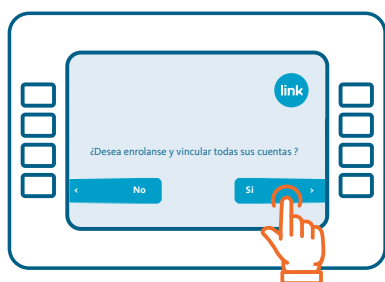 link
¿Desea enrolanse y vincular todas sus cuentas ?
‹ No
Si ›